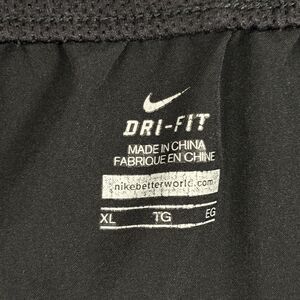 DRI-FIT
MADE IN CHINA
FABRIQUE EN CHINE
nikebetterworld.com
XL TG EG